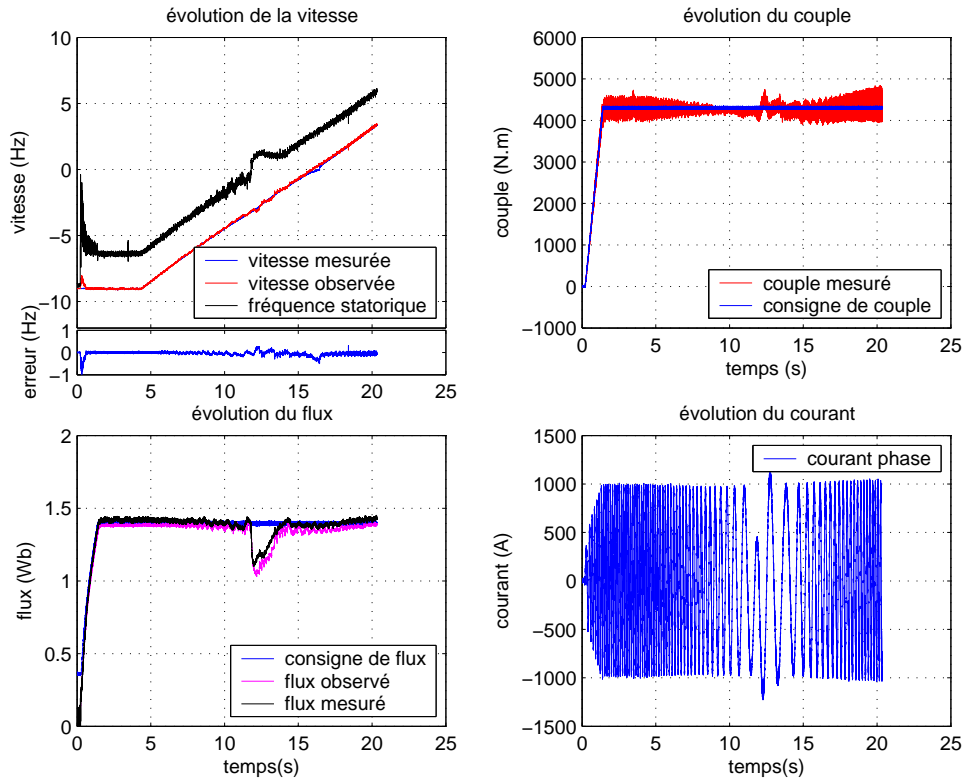 évolution de la vitesse
10
5
0
−5
−10
vitesse (Hz)
vitesse mesurée
vitesse observée
fréquence statorique
1
0
−1
erreur (Hz)
0 5 10 15 20 25
évolution du couple
6000
5000
4000
3000
2000
1000
0
−1000
couple (N.m)
couple mesuré
consigne de couple
0 5 10 15 20 25
temps (s)
évolution du flux
2
1.5
1
0.5
0
flux (Wb)
consigne de flux
flux observé
flux mesuré
0 5 10 15 20 25
temps(s)
évolution du courant
1500
1000
500
0
−500
−1000
−1500
courant (A)
courant phase
0 5 10 15 20 25
temps(s)